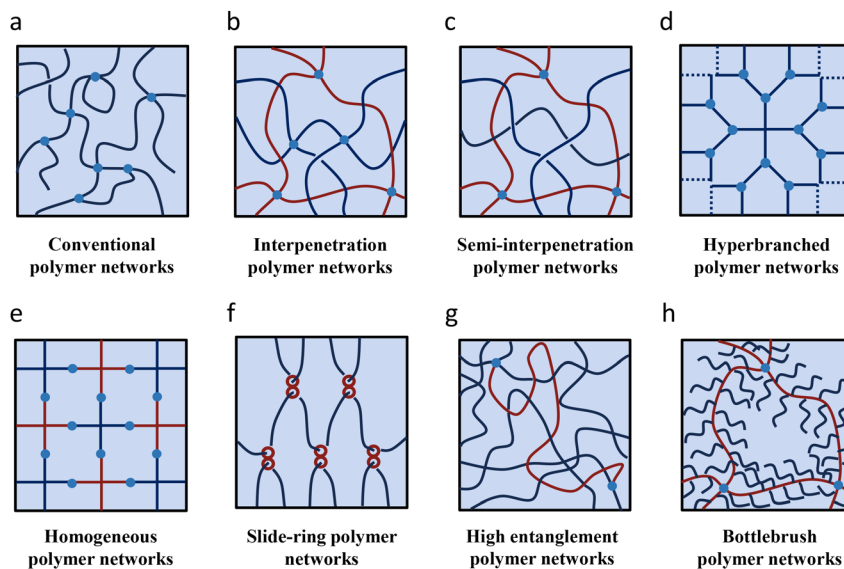 a
b
c
d
Conventional
polymer networks
Interpenetration
polymer networks
Semi-interpenetration
polymer networks
Hyperbranched
polymer networks
e
f
g
h
Homogeneous
polymer networks
Slide-ring polymer
networks
High entanglement
polymer networks
Bottlebrush
polymer networks